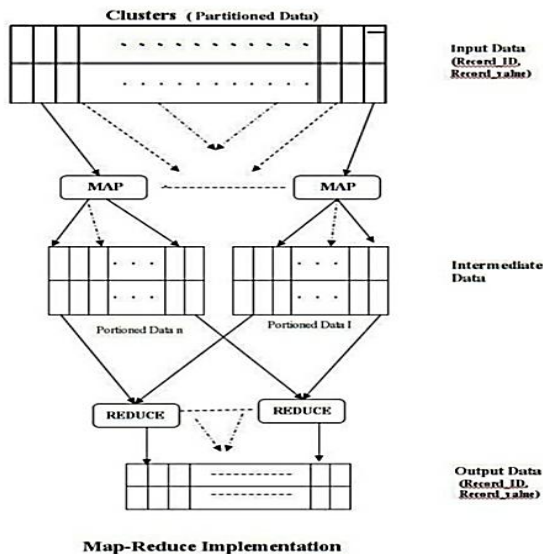 Clusters ( Partitioned Data)
Input Data
(Record_ID,
Record_value)
MAP
MAP
Intermediate
Data
Portioned Data n
Portioned Data I
REDUCE
REDUCE
Output Data
(Record_ID,
Record_value)
Map-Reduce Implementation